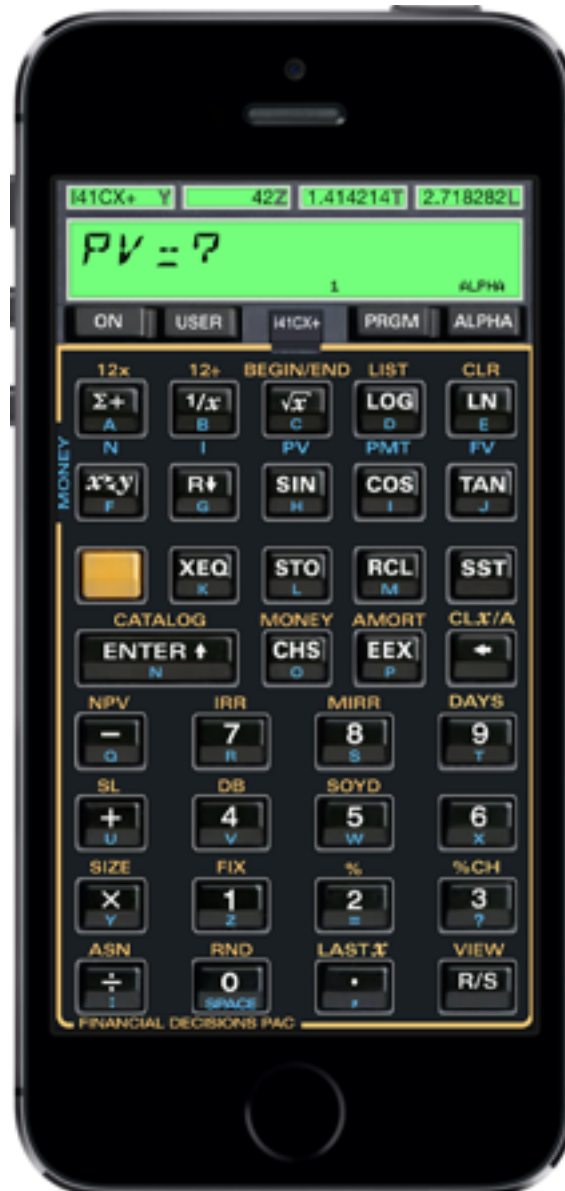 I41CX+ Y 42Z 1.414214T 2.718282L
PV=?
1 ALPHA
ON USER I41CX+ PRGM ALPHA
12x 12÷ BEGIN/END LIST CLR
Σ+ 1/x √x LOG LN
A B C D E
MONEY
N I PV PMT FV
x≷y R↓ SIN COS TAN
F G H I J
XEQ STO RCL SST
K L M
CATALOG MONEY AMORT CLX/A
ENTER↑ CHS EEX ←
N O P
NPV IRR MIRR DAYS
− 7 8 9
Q R S T
SL DB SOYD
+ 4 5 6
U V W X
SIZE FIX % %CH
× 1 2 3
Y Z = ?
ASN RND LAST X VIEW
÷ 0 . R/S
: SPACE ,
FINANCIAL DECISIONS PAC